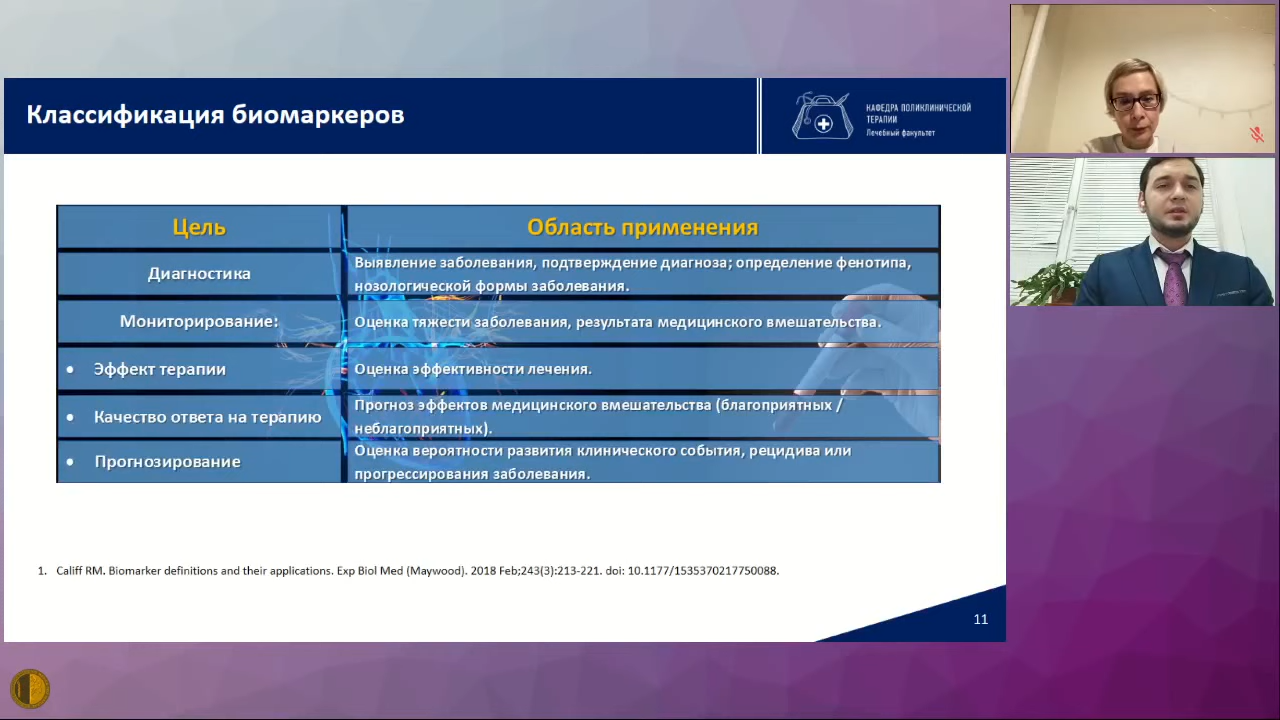 Классификация биомаркеров
КАФЕДРА ПОЛИКЛИНИЧЕСКОЙ
ТЕРАПИИ
Лечебный факультет
Цель
Область применения
Диагностика
Выявление заболевания, подтверждение диагноза; определение фенотипа,
нозологической формы заболевания.
Мониторирование:
Оценка тяжести заболевания, результата медицинского вмешательства.
• Эффект терапии
Оценка эффективности лечения.
• Качество ответа на терапию
Прогноз эффектов медицинского вмешательства (благоприятных /
неблагоприятных).
• Прогнозирование
Оценка вероятности развития клинического события, рецидива или
прогрессирования заболевания.
1. Califf RM. Biomarker definitions and their applications. Exp Biol Med (Maywood). 2018 Feb;243(3):213-221. doi: 10.1177/1535370217750088.
11